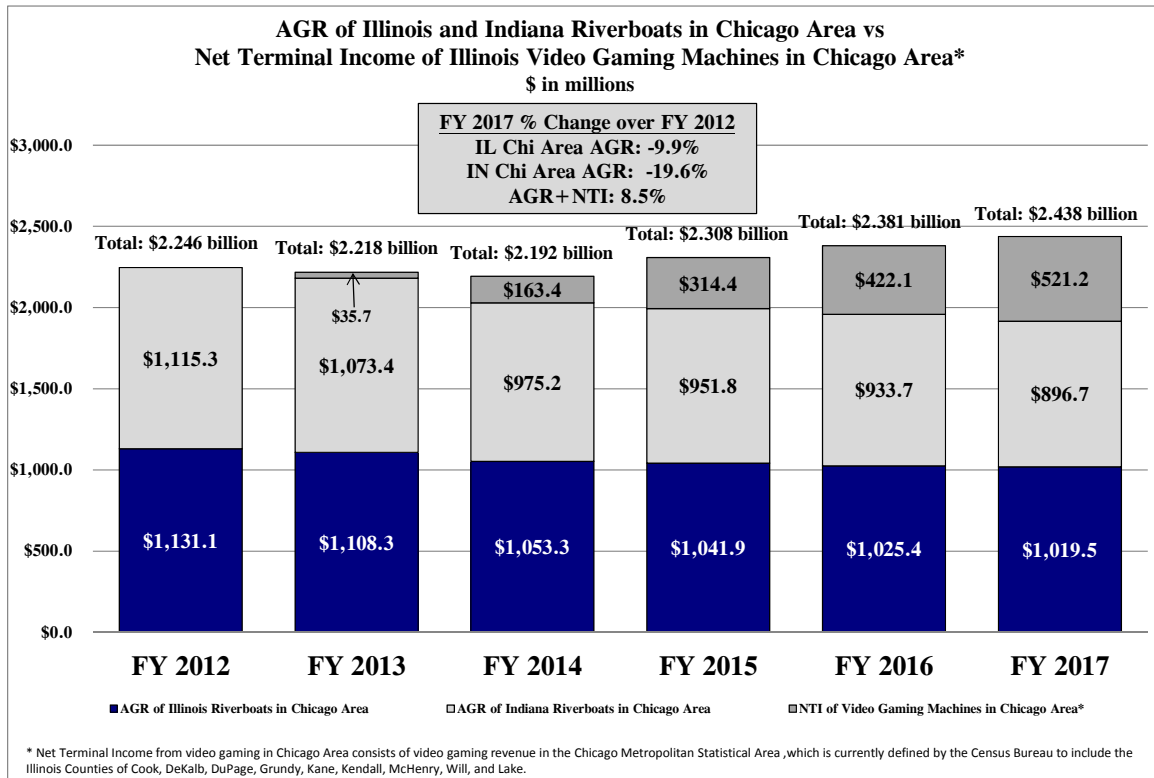 AGR of Illinois and Indiana Riverboats in Chicago Area vs
Net Terminal Income of Illinois Video Gaming Machines in Chicago Area*
$ in millions
FY 2017 % Change over FY 2012
IL Chi Area AGR: -9.9%
IN Chi Area AGR: -19.6%
AGR+NTI: 8.5%
$3,000.0
$2,500.0
$2,000.0
$1,500.0
$1,000.0
$500.0
$0.0
Total: $2.246 billion
Total: $2.218 billion
Total: $2.192 billion
Total: $2.308 billion
Total: $2.381 billion
Total: $2.438 billion
$35.7
$163.4
$314.4
$422.1
$521.2
$1,115.3
$1,073.4
$975.2
$951.8
$933.7
$896.7
$1,131.1
$1,108.3
$1,053.3
$1,041.9
$1,025.4
$1,019.5
FY 2012
FY 2013
FY 2014
FY 2015
FY 2016
FY 2017
AGR of Illinois Riverboats in Chicago Area
AGR of Indiana Riverboats in Chicago Area
NTI of Video Gaming Machines in Chicago Area*
* Net Terminal Income from video gaming in Chicago Area consists of video gaming revenue in the Chicago Metropolitan Statistical Area ,which is currently defined by the Census Bureau to include the
Illinois Counties of Cook, DeKalb, DuPage, Grundy, Kane, Kendall, McHenry, Will, and Lake.